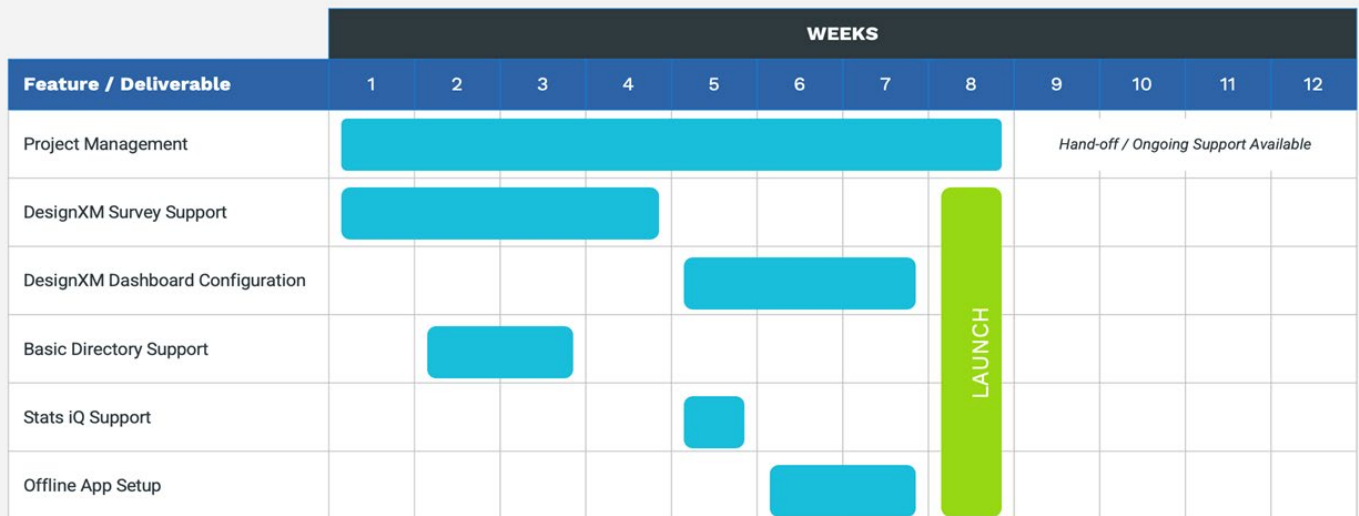 WEEKS
Feature / Deliverable 1 2 3 4 5 6 7 8 9 10 11 12
Project Management Hand-off / Ongoing Support Available
DesignXM Survey Support
DesignXM Dashboard Configuration
LAUNCH
Basic Directory Support
Stats iQ Support
Offline App Setup